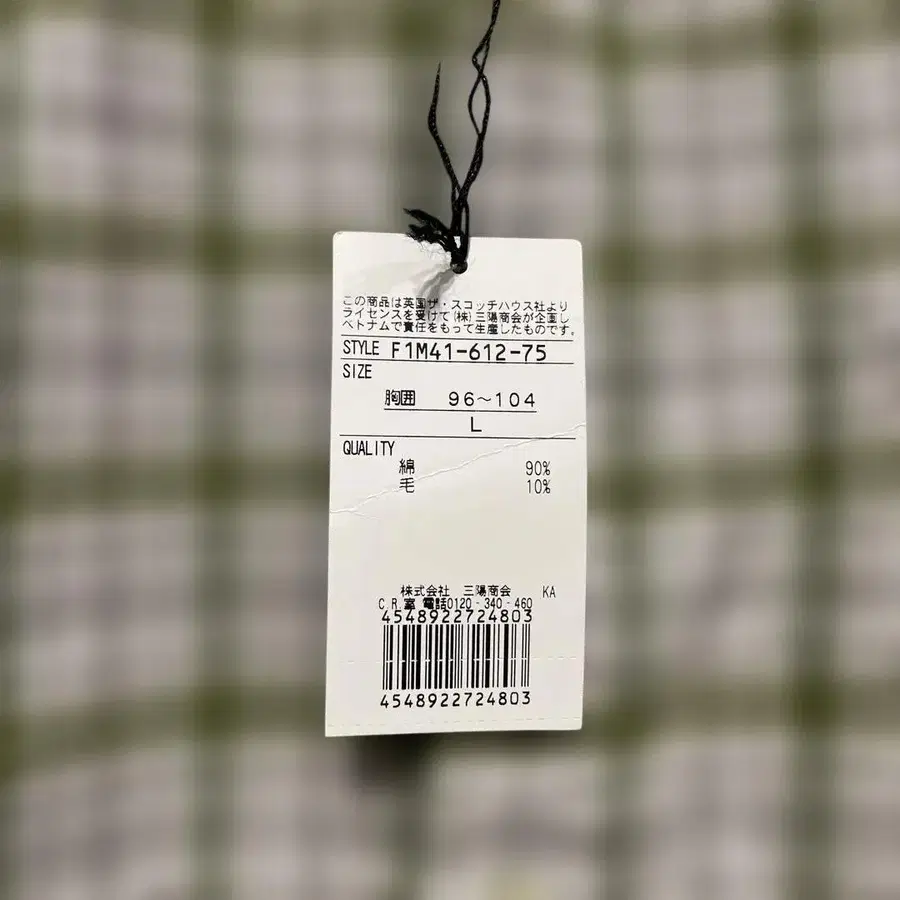 この商品は英国ザ・スコッチハウス社より
ライセンスを受けて(株)三陽商会が企画し
ベトナムで責任をもって生産したものです。
STYLE F1M41-612-75
SIZE
胸囲 96〜104
L
QUALITY
綿 90%
毛 10%
株式会社 三陽商会 KA
C.R.室 電話0120-340-460
4548922724803
4548922724803